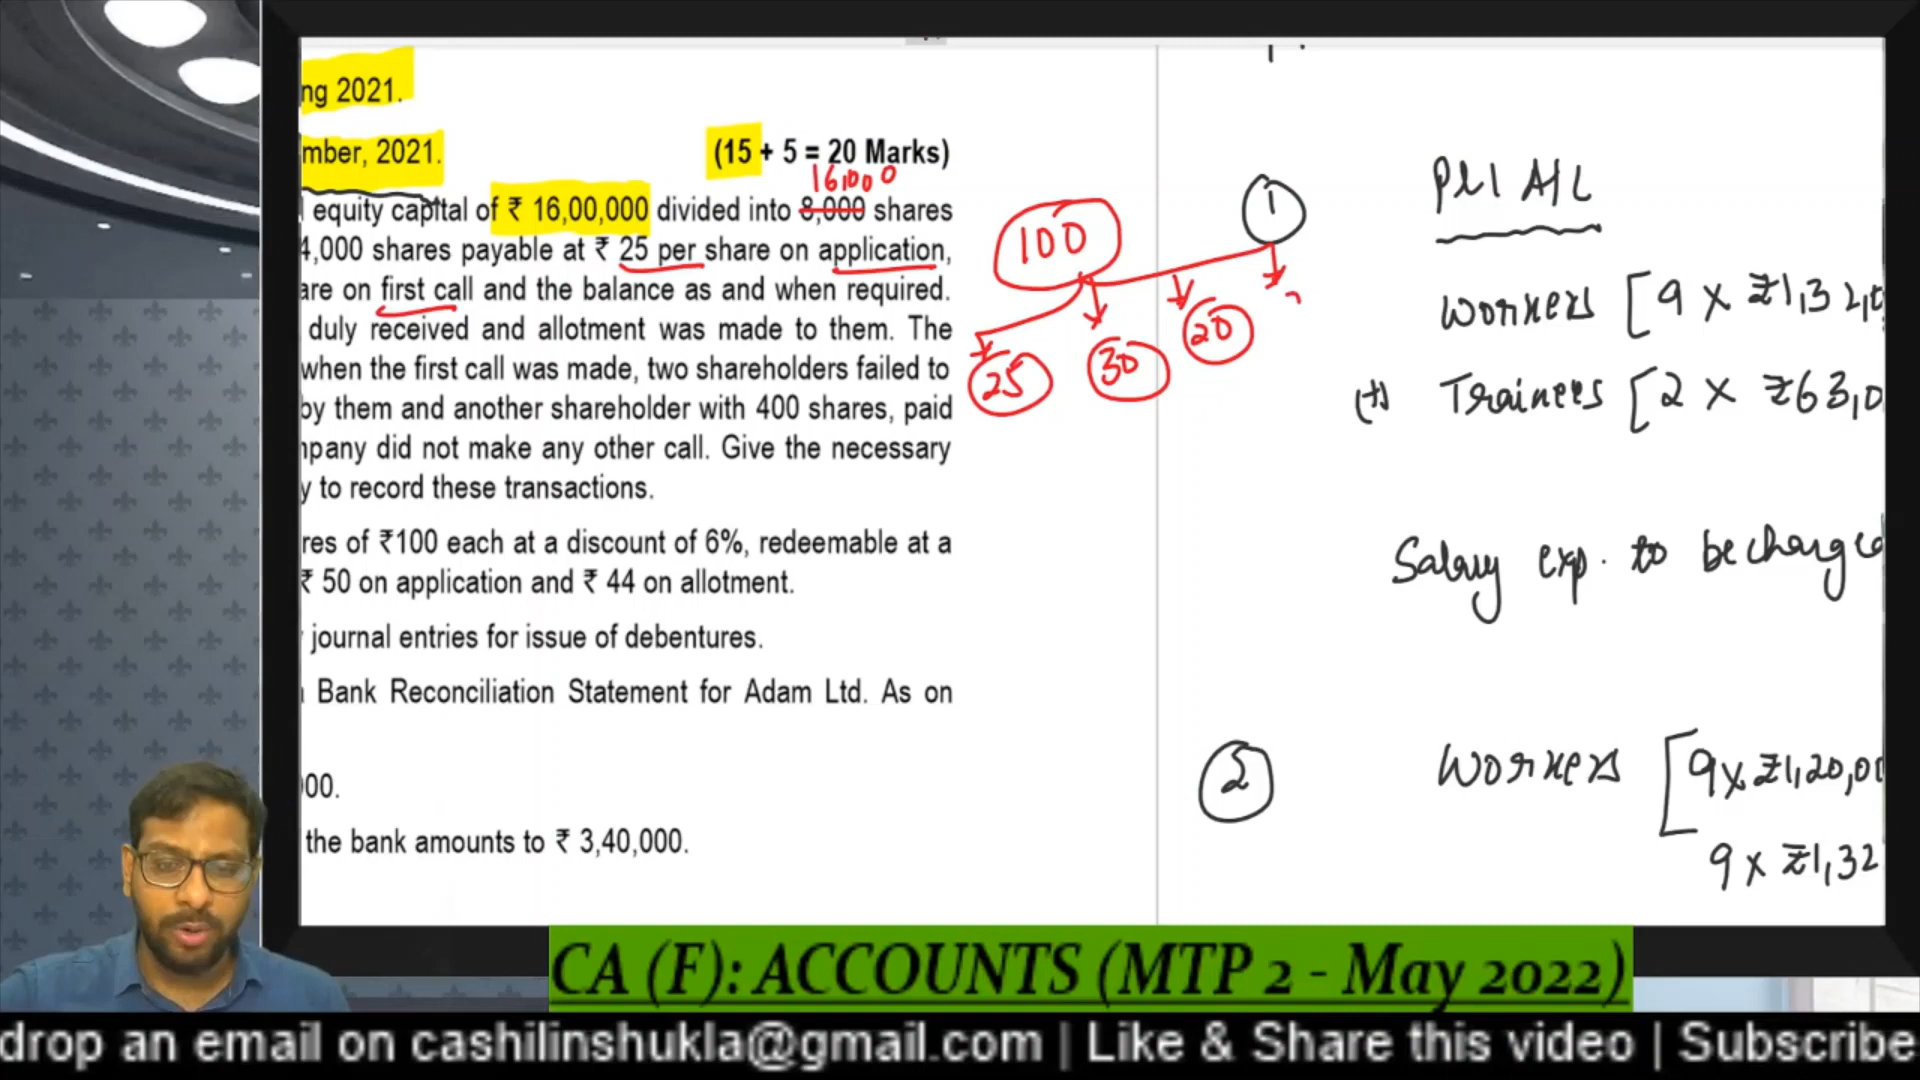 ng 2021.
mber, 2021.
(15 + 5 = 20 Marks)
16,000
equity capital of ₹ 16,00,000 divided into 8,000 shares
4,000 shares payable at ₹ 25 per share on application,
are on first call and the balance as and when required.
duly received and allotment was made to them. The
when the first call was made, two shareholders failed to
by them and another shareholder with 400 shares, paid
mpany did not make any other call. Give the necessary
y to record these transactions.
res of ₹100 each at a discount of 6%, redeemable at a
₹ 50 on application and ₹ 44 on allotment.
journal entries for issue of debentures.
Bank Reconciliation Statement for Adam Ltd. As on
00.
the bank amounts to ₹ 3,40,000.
100
25
30
20
?
1
P&L A/C
Workers [9 x ₹1,32,0
(+) Trainees [2 x ₹63,0
Salary exp. to be charged
2
Workers [9x ₹1,20,00
9 x ₹1,32
CA (F): ACCOUNTS (MTP 2 - May 2022)
drop an email on cashilinshukla@gmail.com | Like & Share this video | Subscribe